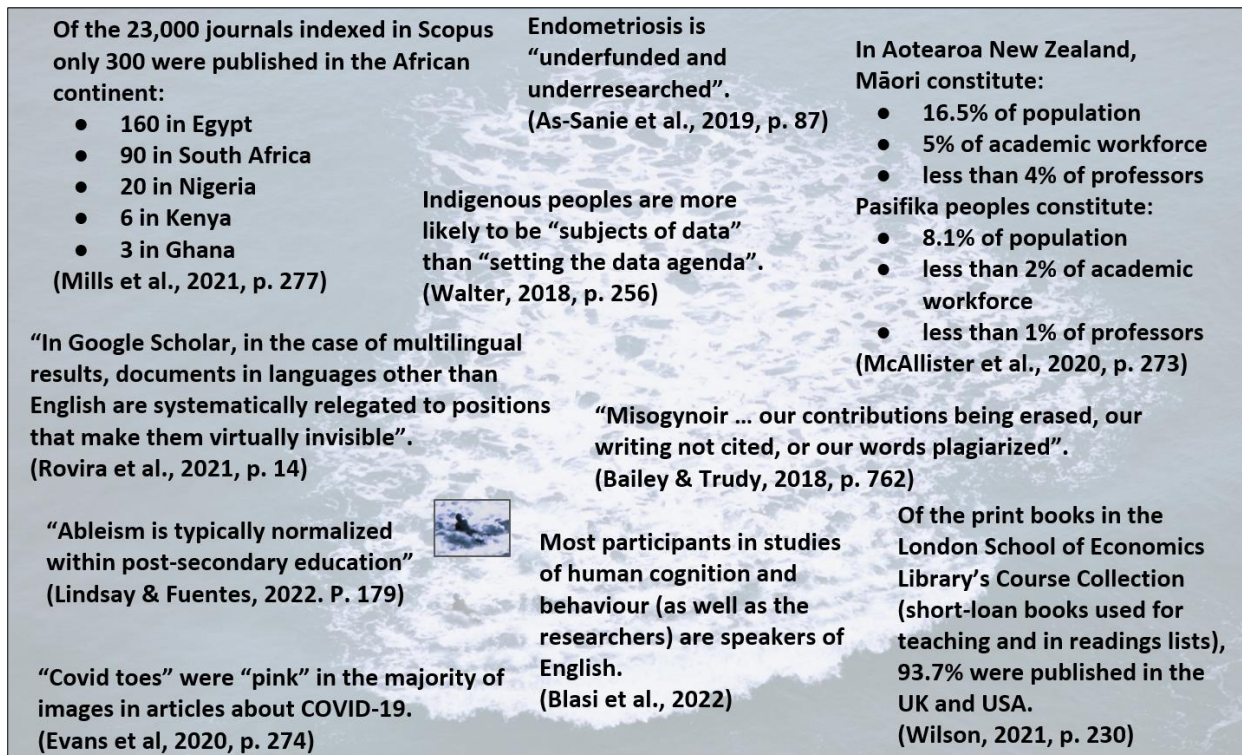 Of the 23,000 journals indexed in Scopus
only 300 were published in the African
continent:
● 160 in Egypt
● 90 in South Africa
● 20 in Nigeria
● 6 in Kenya
● 3 in Ghana
(Mills et al., 2021, p. 277)
Endometriosis is
“underfunded and
underresearched”.
(As-Sanie et al., 2019, p. 87)
In Aotearoa New Zealand,
Māori constitute:
● 16.5% of population
● 5% of academic workforce
● less than 4% of professors
Pasifika peoples constitute:
● 8.1% of population
● less than 2% of academic
workforce
● less than 1% of professors
(McAllister et al., 2020, p. 273)
Indigenous peoples are more
likely to be “subjects of data”
than “setting the data agenda”.
(Walter, 2018, p. 256)
“In Google Scholar, in the case of multilingual
results, documents in languages other than
English are systematically relegated to positions
that make them virtually invisible”.
(Rovira et al., 2021, p. 14)
“Misogynoir … our contributions being erased, our
writing not cited, or our words plagiarized”.
(Bailey & Trudy, 2018, p. 762)
“Ableism is typically normalized
within post-secondary education”
(Lindsay & Fuentes, 2022. P. 179)
Most participants in studies
of human cognition and
behaviour (as well as the
researchers) are speakers of
English.
(Blasi et al., 2022)
Of the print books in the
London School of Economics
Library’s Course Collection
(short-loan books used for
teaching and in readings lists),
93.7% were published in the
UK and USA.
(Wilson, 2021, p. 230)
“Covid toes” were “pink” in the majority of
images in articles about COVID-19.
(Evans et al, 2020, p. 274)